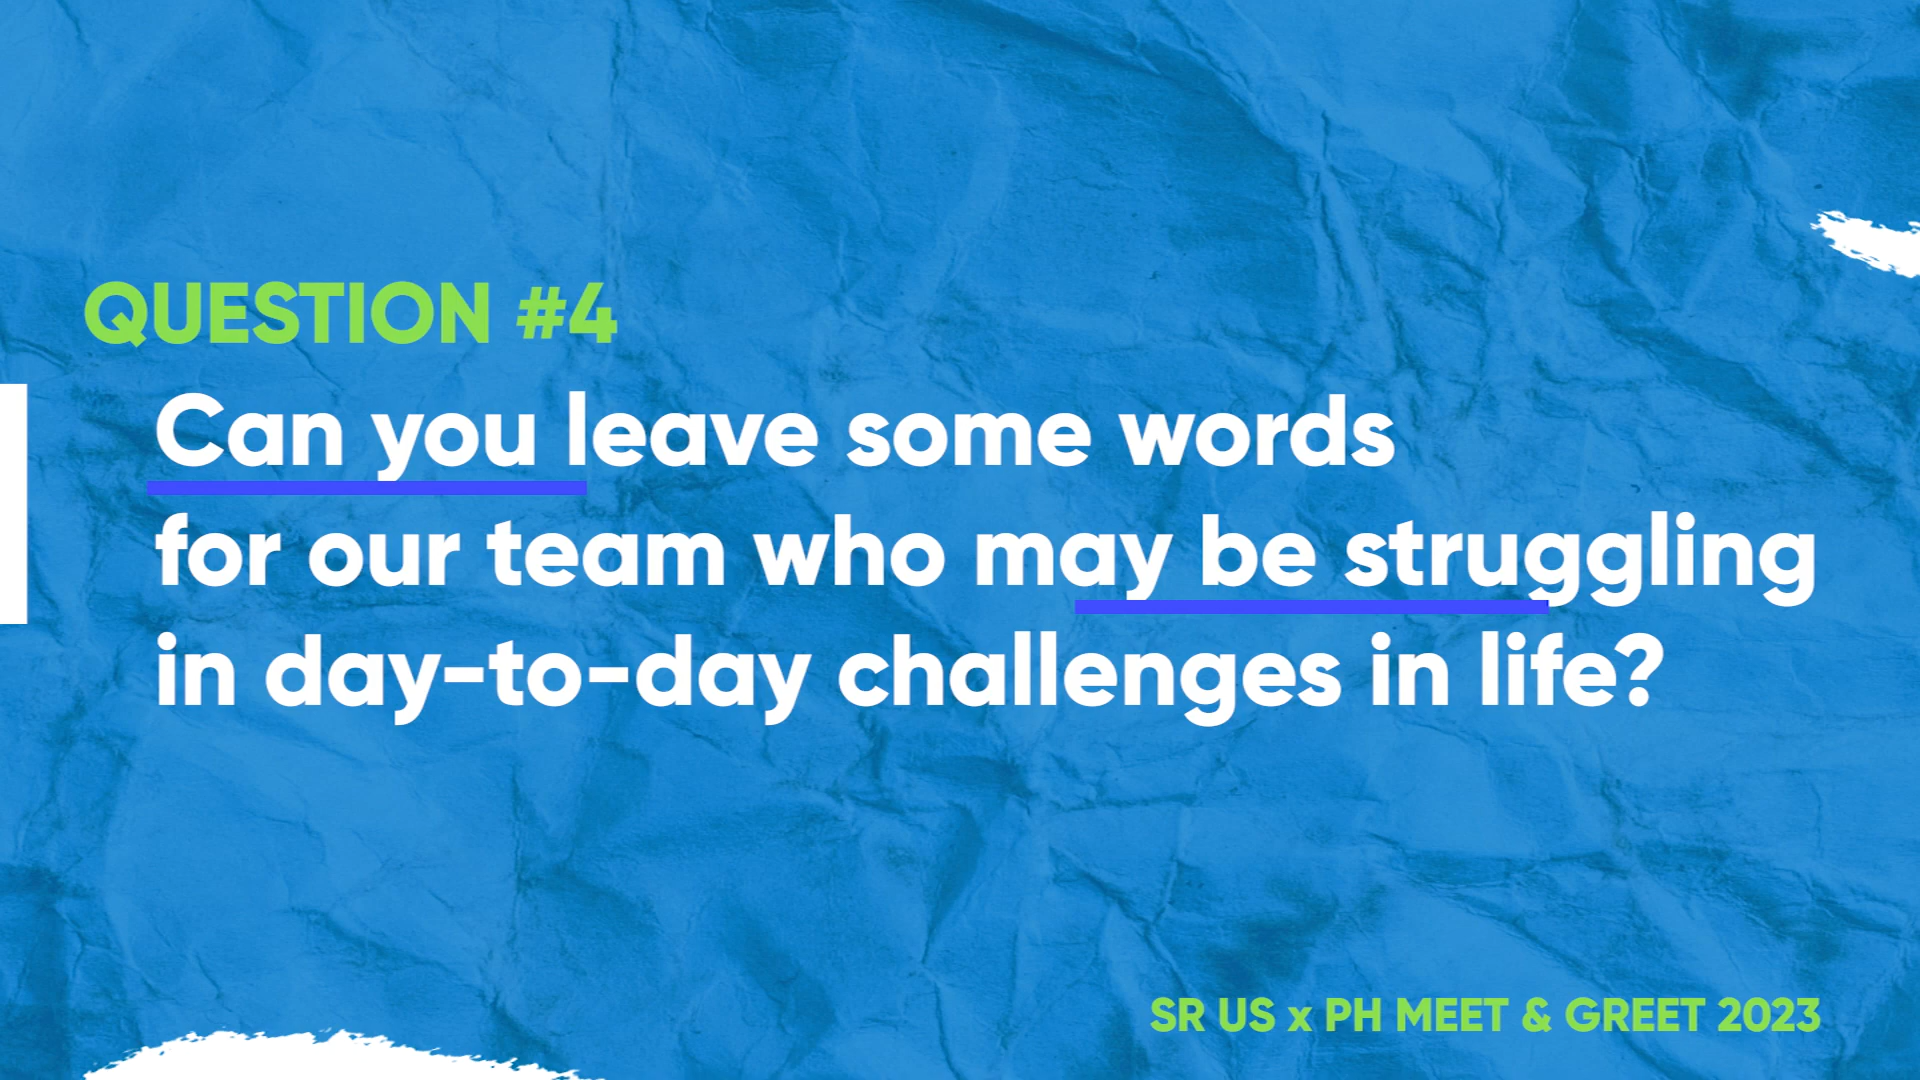 QUESTION #4
Can you leave some words
for our team who may be struggling
in day-to-day challenges in life?
SR US x PH MEET & GREET 2023